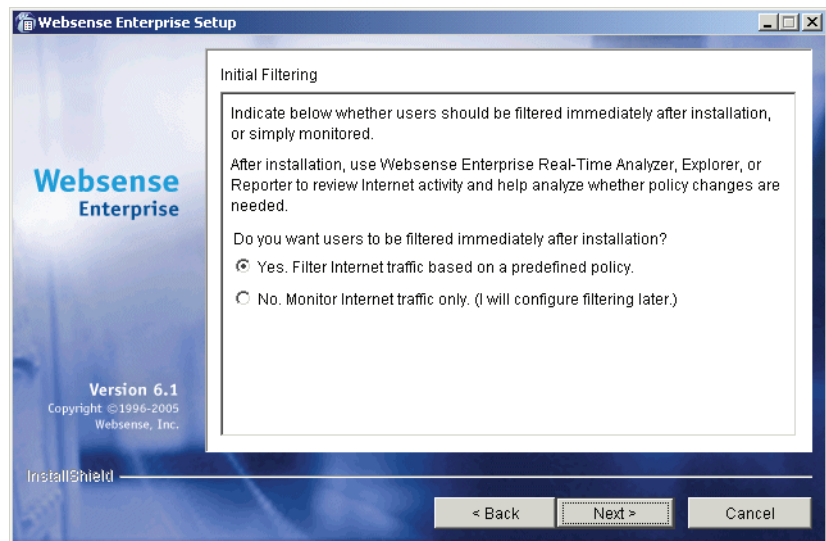 Websense Enterprise Setup
Initial Filtering
Indicate below whether users should be filtered immediately after installation,
or simply monitored.
After installation, use Websense Enterprise Real-Time Analyzer, Explorer, or
Reporter to review Internet activity and help analyze whether policy changes are
needed.
Do you want users to be filtered immediately after installation?
Yes. Filter Internet traffic based on a predefined policy.
No. Monitor Internet traffic only. (I will configure filtering later.)
Websense
Enterprise
Version 6.1
Copyright ©1996-2005
Websense, Inc.
InstallShield
< Back
Next >
Cancel